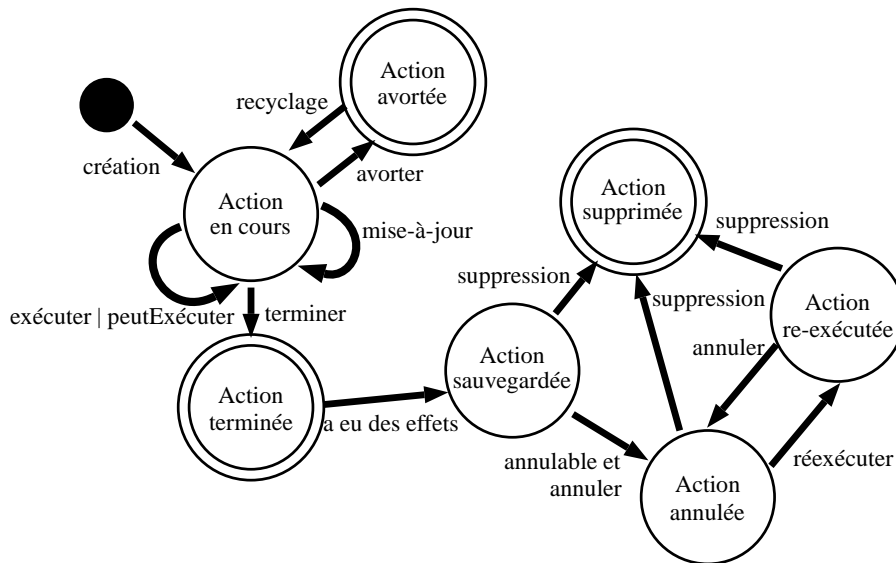 Action
avortée
recyclage
création
avorter
Action
en cours
mise-à-jour
Action
supprimée
suppression
suppression
suppression
exécuter | peutExécuter
terminer
Action
re-exécutée
annuler
Action
sauvegardée
Action
terminée
a eu des effets
annulable et
annuler
réexécuter
Action
annulée